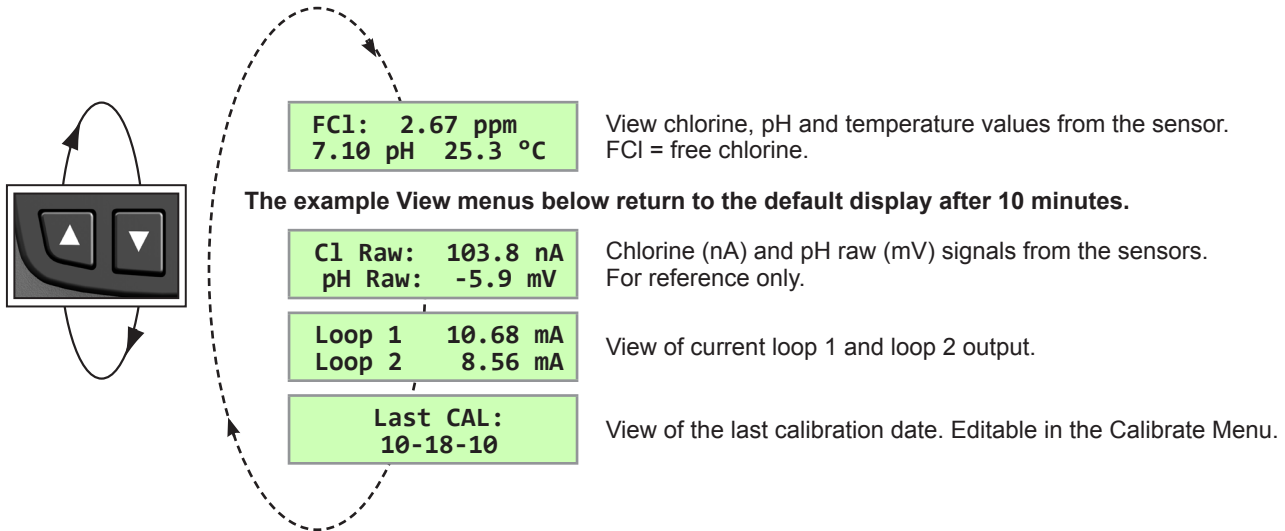 FCl: 2.67 ppm
7.10 pH 25.3 °C
View chlorine, pH and temperature values from the sensor.
FCl = free chlorine.
The example View menus below return to the default display after 10 minutes.
Cl Raw: 103.8 nA
pH Raw: -5.9 mV
Chlorine (nA) and pH raw (mV) signals from the sensors.
For reference only.
Loop 1 10.68 mA
Loop 2 8.56 mA
View of current loop 1 and loop 2 output.
Last CAL:
10-18-10
View of the last calibration date. Editable in the Calibrate Menu.